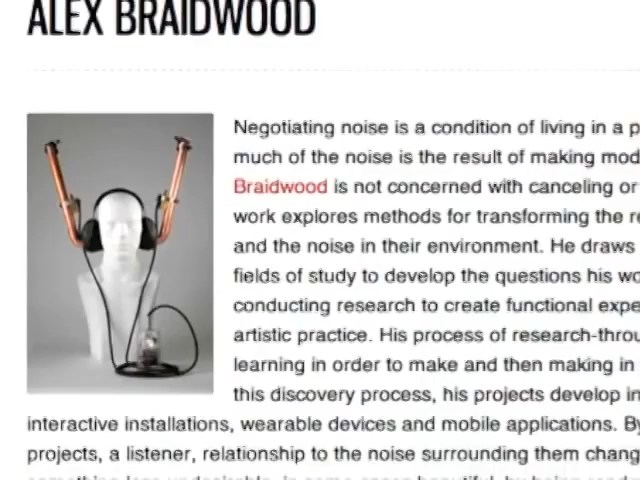 ALEX BRAIDWOOD
Negotiating noise is a condition of living in a p
much of the noise is the result of making mod
Braidwood is not concerned with canceling or
work explores methods for transforming the re
and the noise in their environment. He draws
fields of study to develop the questions his wo
conducting research to create functional expe
artistic practice. His process of research-throu
learning in order to make and then making in
this discovery process, his projects develop in
interactive installations, wearable devices and mobile applications. By
projects, a listener, relationship to the noise surrounding them chang